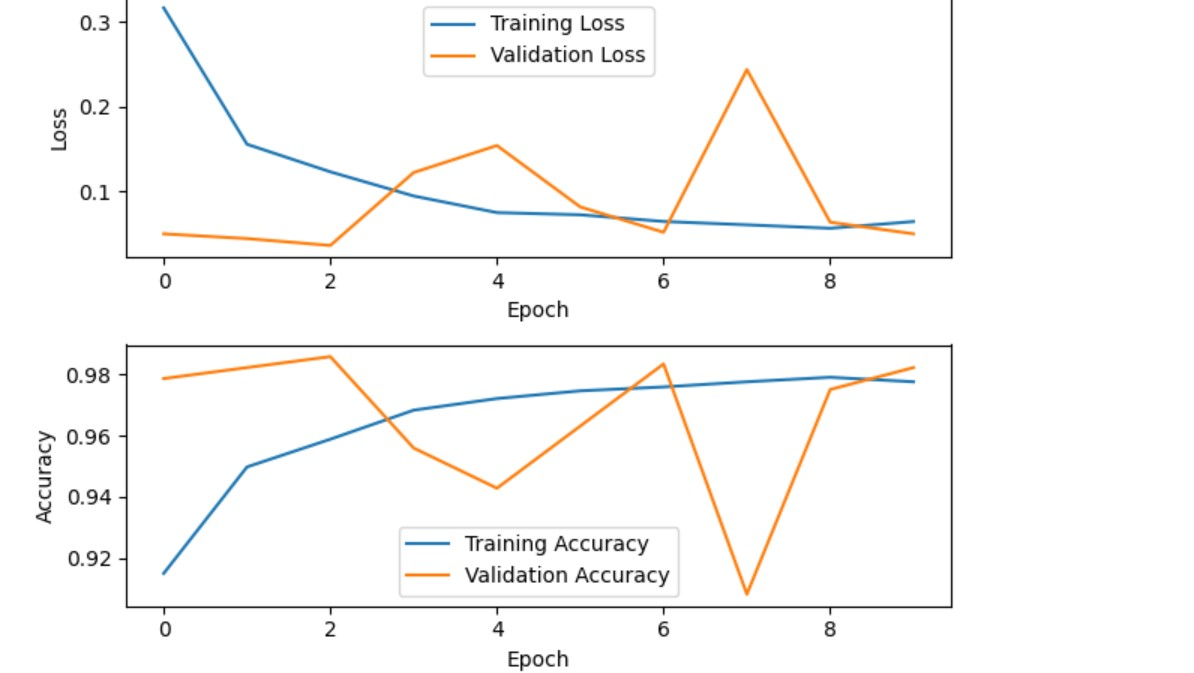 0.3
0.2
0.1
Loss
Training Loss
Validation Loss
0 2 4 6 8
Epoch
0.98
0.96
0.94
0.92
Accuracy
Training Accuracy
Validation Accuracy
0 2 4 6 8
Epoch